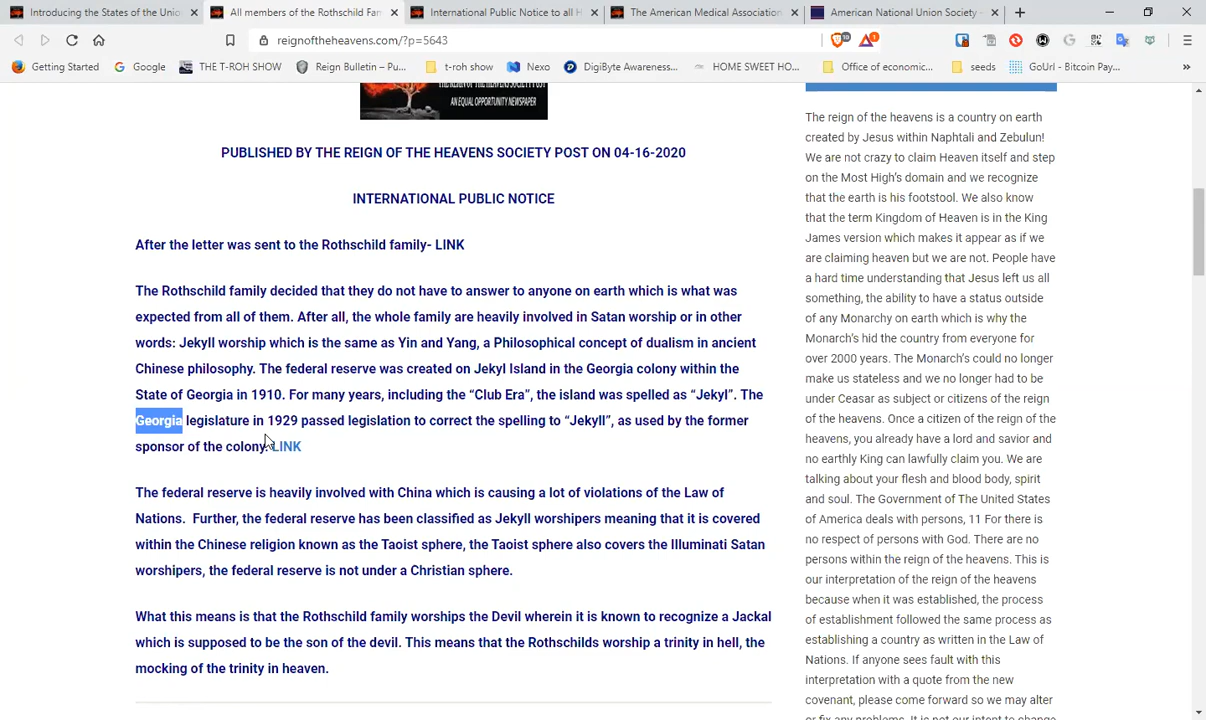 Introducing the States of the Union
All members of the Rothschild Fam
International Public Notice to all H
The American Medical Association
American National Union Society -
reignoftheheavens.com/?p=5643
Getting Started
Google
THE T-ROH SHOW
Reign Bulletin – Pu...
t-roh show
Nexo
DigiByte Awareness...
HOME SWEET HO...
Office of economic...
seeds
GoUrl - Bitcoin Pay...
AN EQUAL OPPORTUNITY NEWSPAPER
PUBLISHED BY THE REIGN OF THE HEAVENS SOCIETY POST ON 04-16-2020
INTERNATIONAL PUBLIC NOTICE
After the letter was sent to the Rothschild family- LINK
The Rothschild family decided that they do not have to answer to anyone on earth which is what was
expected from all of them. After all, the whole family are heavily involved in Satan worship or in other
words: Jekyll worship which is the same as Yin and Yang, a Philosophical concept of dualism in ancient
Chinese philosophy. The federal reserve was created on Jekyl Island in the Georgia colony within the
State of Georgia in 1910. For many years, including the “Club Era”, the island was spelled as “Jekyl”. The
Georgia legislature in 1929 passed legislation to correct the spelling to “Jekyll”, as used by the former
sponsor of the colony. LINK
The federal reserve is heavily involved with China which is causing a lot of violations of the Law of
Nations. Further, the federal reserve has been classified as Jekyll worshipers meaning that it is covered
within the Chinese religion known as the Taoist sphere, the Taoist sphere also covers the Illuminati Satan
worshipers, the federal reserve is not under a Christian sphere.
What this means is that the Rothschild family worships the Devil wherein it is known to recognize a Jackal
which is supposed to be the son of the devil. This means that the Rothschilds worship a trinity in hell, the
mocking of the trinity in heaven.
The reign of the heavens is a country on earth
created by Jesus within Naphtali and Zebulun!
We are not crazy to claim Heaven itself and step
on the Most High's domain and we recognize
that the earth is his footstool. We also know
that the term Kingdom of Heaven is in the King
James version which makes it appear as if we
are claiming heaven but we are not. People have
a hard time understanding that Jesus left us all
something, the ability to have a status outside
of any Monarchy on earth which is why the
Monarch's hid the country from everyone for
over 2000 years. The Monarch's could no longer
make us stateless and we no longer had to be
under Ceasar as subject or citizens of the reign
of the heavens. Once a citizen of the reign of the
heavens, you already have a lord and savior and
no earthly King can lawfully claim you. We are
talking about your flesh and blood body, spirit
and soul. The Government of The United States
of America deals with persons, 11 For there is
no respect of persons with God. There are no
persons within the reign of the heavens. This is
our interpretation of the reign of the heavens
because when it was established, the process
of establishment followed the same process as
establishing a country as written in the Law of
Nations. If anyone sees fault with this
interpretation with a quote from the new
covenant, please come forward so we may alter
or fix any problems. It is not our intent to change